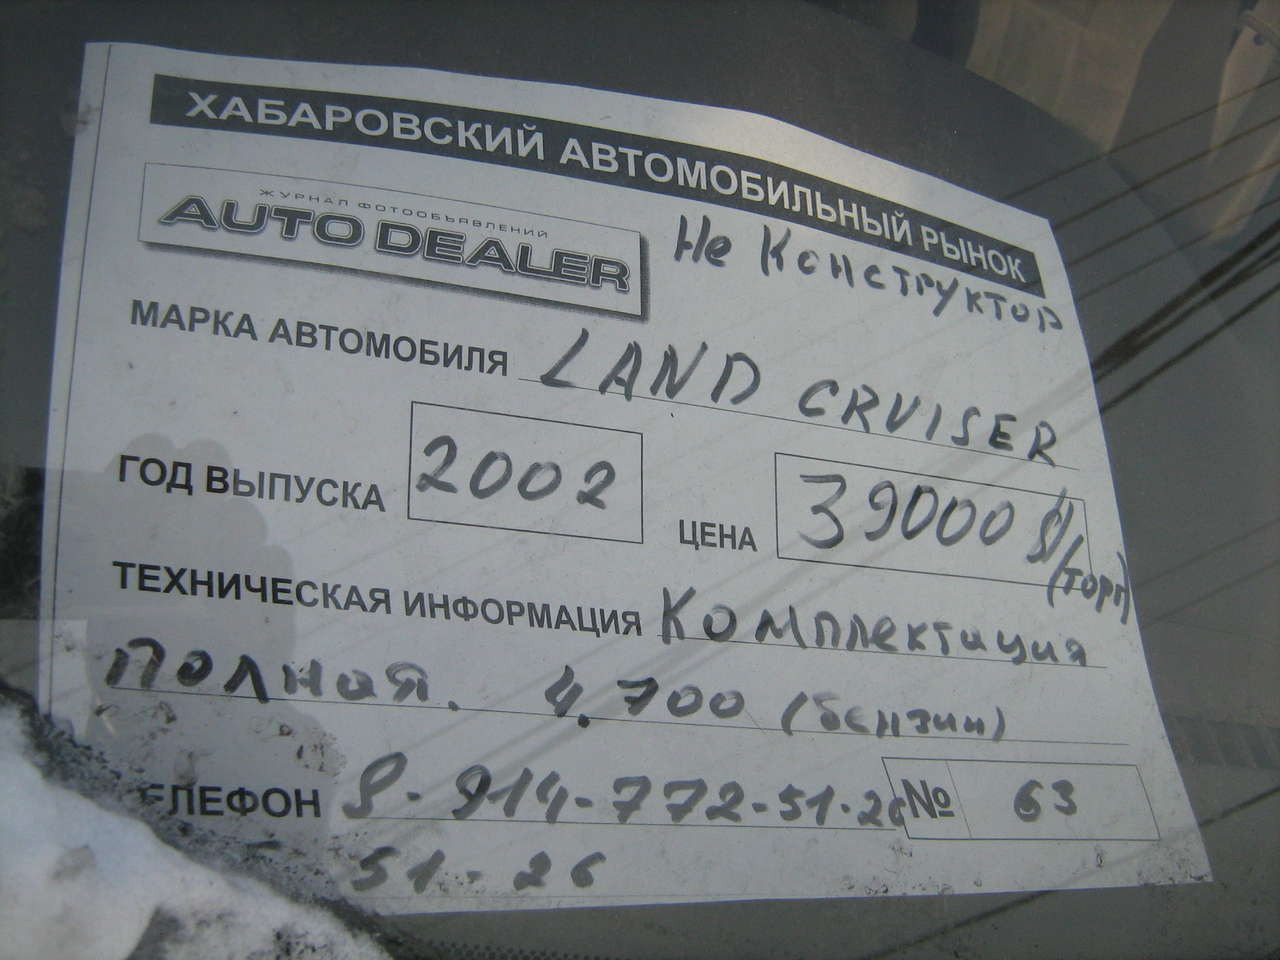 ХАБАРОВСКИЙ АВТОМОБИЛЬНЫЙ РЫНОК
ЖУРНАЛ ФОТООБЪЯВЛЕНИЙ
AUTO DEALER
Не Конструктор
МАРКА АВТОМОБИЛЯ LAND CRUISER
ГОД ВЫПУСКА 2002 ЦЕНА 39000 $/
(торг)
ТЕХНИЧЕСКАЯ ИНФОРМАЦИЯ Комплектиция
полная. 4.700 (бензин)
ЕЛЕФОН 8-914-772-51-26 № 63
51-26